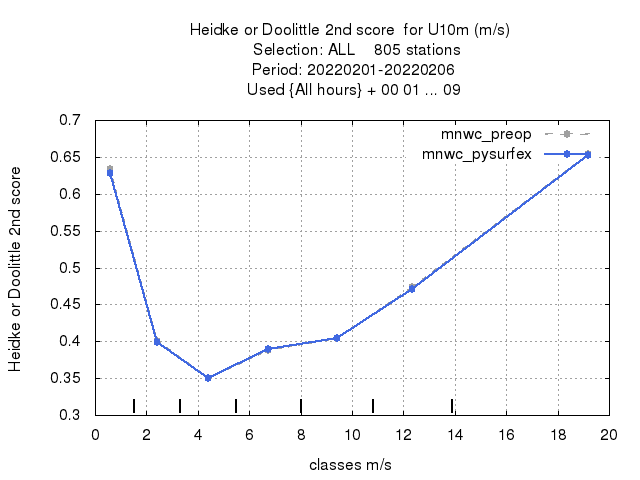 Heidke or Doolittle 2nd score for U10m (m/s)
Selection: ALL 805 stations
Period: 20220201-20220206
Used {All hours} + 00 01 ... 09
mnwc_preop
mnwc_pysurfex
0.7
0.65
0.6
0.55
0.5
0.45
0.4
0.35
0.3
Heidke or Doolittle 2nd score
0 2 4 6 8 10 12 14 16 18 20
classes m/s